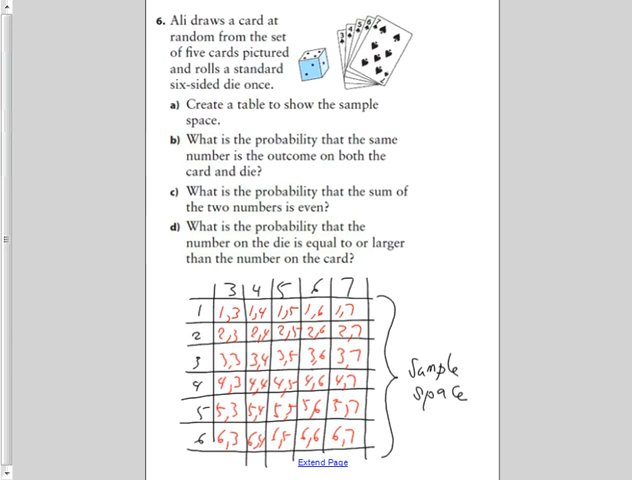 6. Ali draws a card at
random from the set
of five cards pictured
and rolls a standard
six-sided die once.
a) Create a table to show the sample
space.
b) What is the probability that the same
number is the outcome on both the
card and die?
c) What is the probability that the sum of
the two numbers is even?
d) What is the probability that the
number on the die is equal to or larger
than the number on the card?
3 4 5 6 7
1 1,3 1,4 1,5 1,6 1,7
2 2,3 2,4 2,5 2,6 2,7
3 3,3 3,4 3,5 3,6 3,7
4 4,3 4,4 4,5 4,6 4,7
5 5,3 5,4 5,5 5,6 5,7
6 6,3 6,4 6,5 6,6 6,7
Sample
space
Extend Page